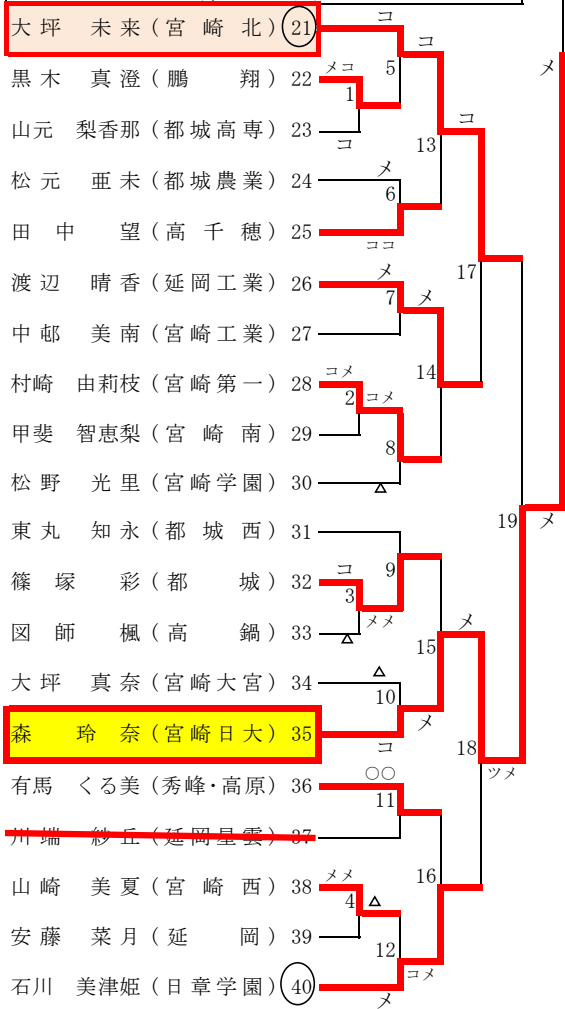 大坪 未来(宮崎北) 21
コ
コ
黒木 真澄(鵬翔) 22
メコ
5
メ
1
山元 梨香那(都城高専) 23
コ
コ
13
松元 亜未(都城農業) 24
メ
6
田中 望(高千穂) 25
ココ
渡辺 晴香(延岡工業) 26
メ
17
7
メ
中邨 美南(宮崎工業) 27
村崎 由莉枝(宮崎第一) 28
コメ
14
2
コメ
甲斐 智恵梨(宮崎南) 29
8
松野 光里(宮崎学園) 30
△
東丸 知永(都城西) 31
19
メ
篠塚 彩(都城) 32
コ
9
3
メメ
図師 楓(高鍋) 33
△
メ
15
大坪 真奈(宮崎大宮) 34
△
10
森 玲奈(宮崎日大) 35
メ
コ
18
有馬 くる美(秀峰・高原) 36
○○
ツメ
11
川端 紗丘(延岡星雲) 37
山崎 美夏(宮崎西) 38
メメ
16
4
△
安藤 菜月(延岡) 39
12
石川 美津姫(日章学園) 40
コメ
メ